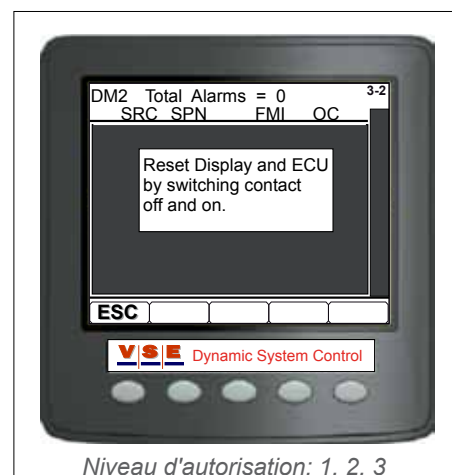 DM2 Total Alarms = 0 3-2
SRC SPN FMI OC
Reset Display and ECU
by switching contact
off and on.
ESC
VSE Dynamic System Control
Niveau d'autorisation: 1, 2, 3